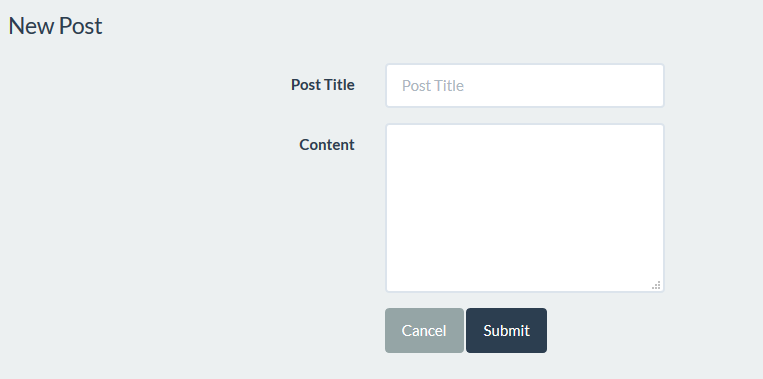 New Post
Post Title
Post Title
Content
Cancel
Submit